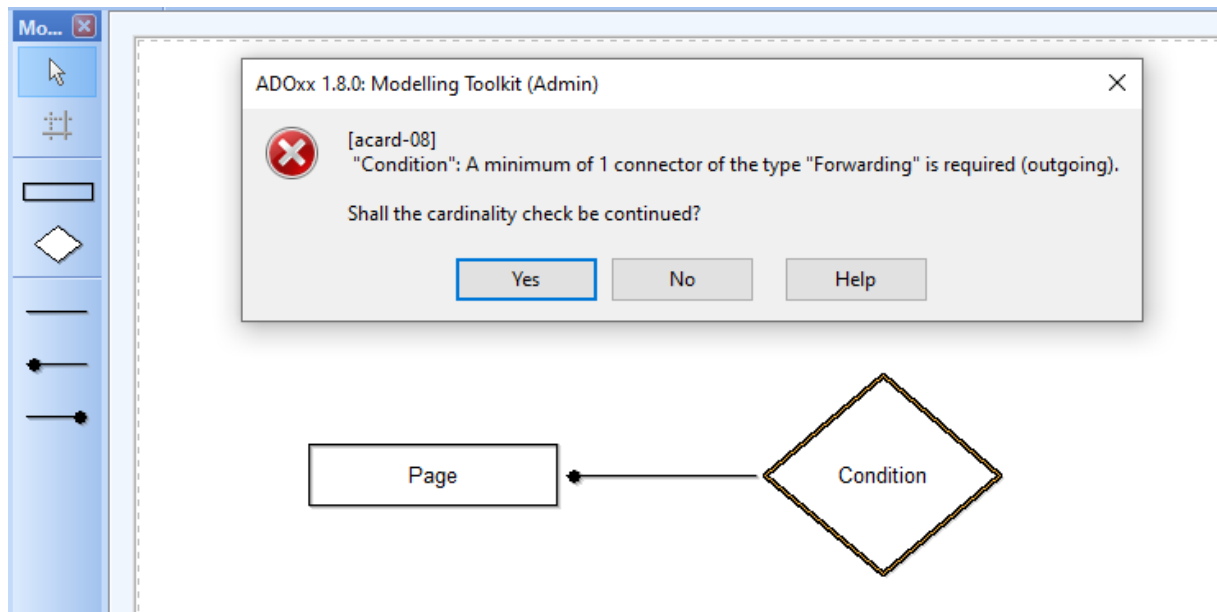 Mo...
ADOxx 1.8.0: Modelling Toolkit (Admin)
[acard-08]
"Condition": A minimum of 1 connector of the type "Forwarding" is required (outgoing).
Shall the cardinality check be continued?
Yes
No
Help
Page
Condition